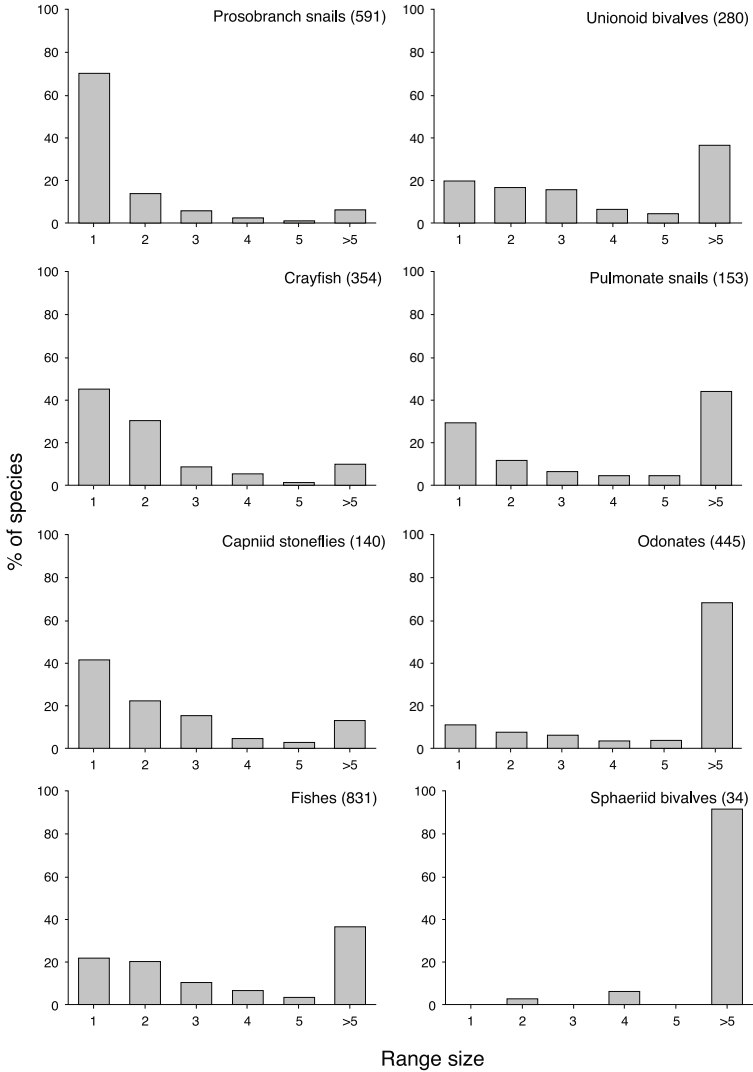 % of species
Prosobranch snails (591)
100
80
60
40
20
0
1 2 3 4 5 >5
Unionoid bivalves (280)
100
80
60
40
20
0
1 2 3 4 5 >5
Crayfish (354)
100
80
60
40
20
0
1 2 3 4 5 >5
Pulmonate snails (153)
100
80
60
40
20
0
1 2 3 4 5 >5
Capniid stoneflies (140)
100
80
60
40
20
0
1 2 3 4 5 >5
Odonates (445)
100
80
60
40
20
0
1 2 3 4 5 >5
Fishes (831)
100
80
60
40
20
0
1 2 3 4 5 >5
Sphaeriid bivalves (34)
100
80
60
40
20
0
1 2 3 4 5 >5
Range size